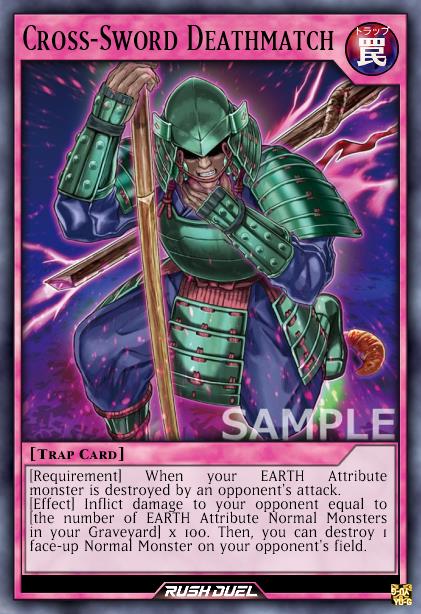 Cross-Sword Deathmatch
トラップ
罠
SAMPLE
[Trap Card]
[Requirement] When your EARTH Attribute
monster is destroyed by an opponent's attack.
[Effect] Inflict damage to your opponent equal to
[the number of EARTH Attribute Normal Monsters
in your Graveyard] x 100. Then, you can destroy 1
face-up Normal Monster on your opponent's field.
RUSH DUEL